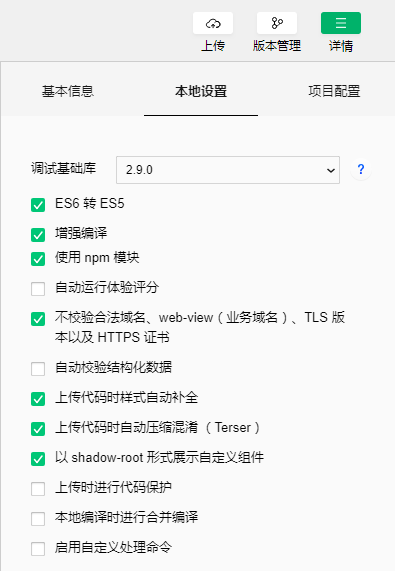 上传 版本管理 详情
基本信息 本地设置 项目配置
调试基础库 2.9.0 ?
ES6 转 ES5
增强编译
使用 npm 模块
自动运行体验评分
不校验合法域名、web-view（业务域名）、TLS 版
本以及 HTTPS 证书
自动校验结构化数据
上传代码时样式自动补全
上传代码时自动压缩混淆 （ Terser ）
以 shadow-root 形式展示自定义组件
上传时进行代码保护
本地编译时进行合并编译
启用自定义处理命令